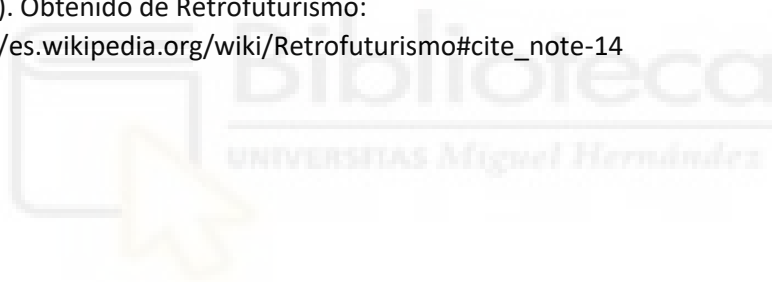 ). Obtenido de Retrofuturismo:
/es.wikipedia.org/wiki/Retrofuturismo#cite_note-14
Biblioteca
UNIVERSITAS Miguel Hernández